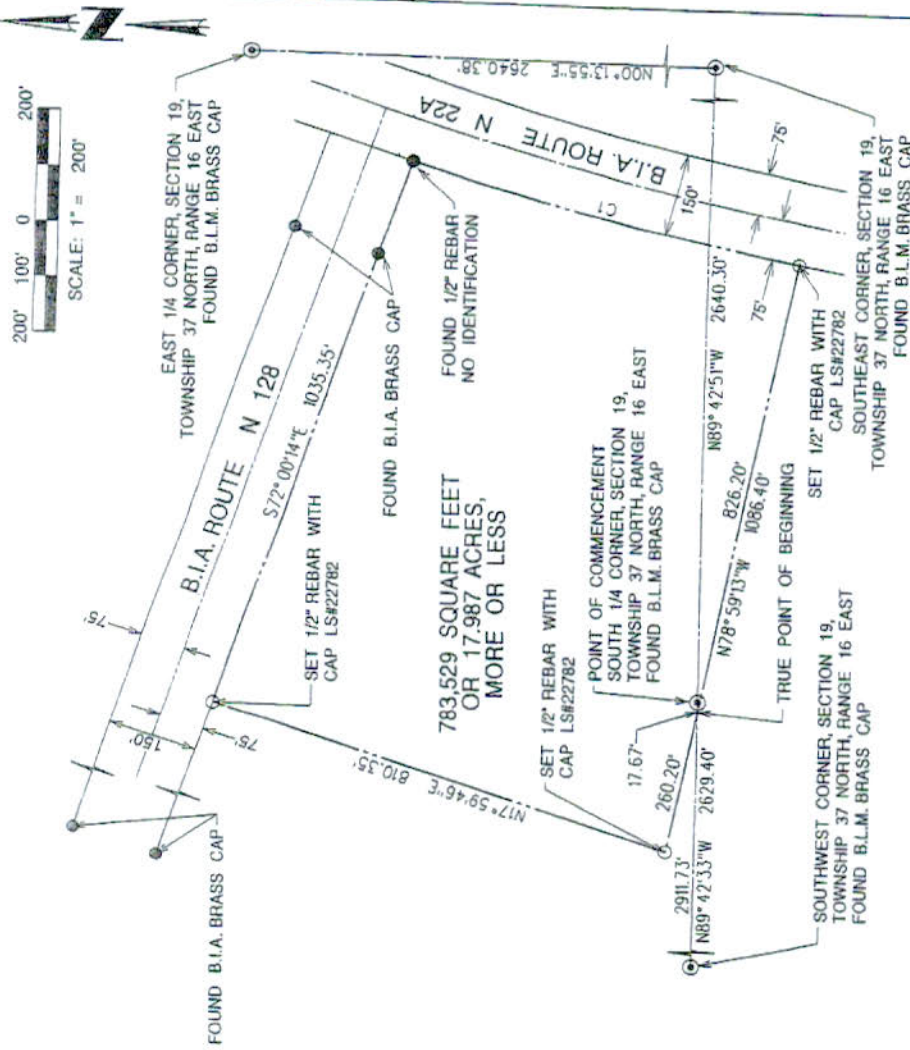 N
200' 100' 0 200'
SCALE: 1" = 200'
EAST 1/4 CORNER, SECTION 19,
TOWNSHIP 37 NORTH, RANGE 16 EAST
FOUND B.L.M. BRASS CAP
N00°13'55"E 2640.38'
B.I.A. ROUTE N 22A
B.I.A. ROUTE N 128
75'
150'
75'
FOUND B.I.A. BRASS CAP
S72°00'14"E 1035.35'
SET 1/2" REBAR WITH
CAP LS#22782
FOUND B.I.A. BRASS CAP
FOUND 1/2" REBAR
NO IDENTIFICATION
C1
150'
75'
75'
783,529 SQUARE FEET
OR 17.987 ACRES,
MORE OR LESS
N17°59'46"E 810.35'
SET 1/2" REBAR WITH
CAP LS#22782
POINT OF COMMENCEMENT
SOUTH 1/4 CORNER, SECTION 19,
TOWNSHIP 37 NORTH, RANGE 16 EAST
FOUND B.L.M. BRASS CAP
N89°42'51"W 2640.30'
17.67'
260.20'
2911.73'
N89°42'33"W 2629.40'
826.20'
N78°59'13"W 1086.40'
TRUE POINT OF BEGINNING
SET 1/2" REBAR WITH
CAP LS#22782
SOUTHWEST CORNER, SECTION 19,
TOWNSHIP 37 NORTH, RANGE 16 EAST
FOUND B.L.M. BRASS CAP
SOUTHEAST CORNER, SECTION 19,
TOWNSHIP 37 NORTH, RANGE 16 EAST
FOUND B.L.M. BRASS CAP